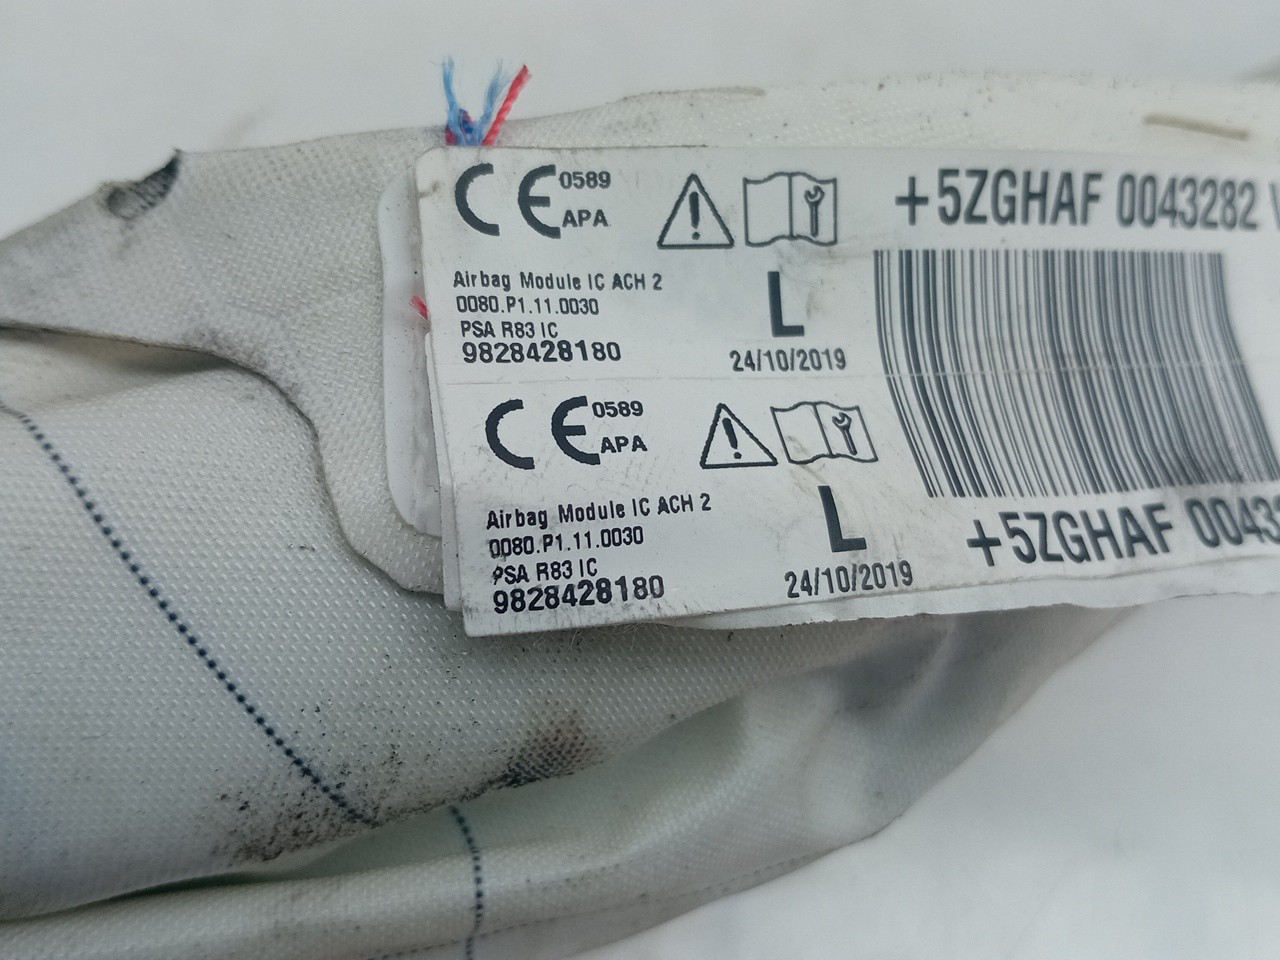 CE 0589
APA
+5ZGHAF 0043282
Airbag Module IC ACH 2
0080.P1.11.0030
PSA R83 IC
9828428180
L
24/10/2019
CE 0589
APA
Airbag Module IC ACH 2
0080.P1.11.0030
PSA R83 IC
9828428180
L
24/10/2019
+5ZGHAF 0043